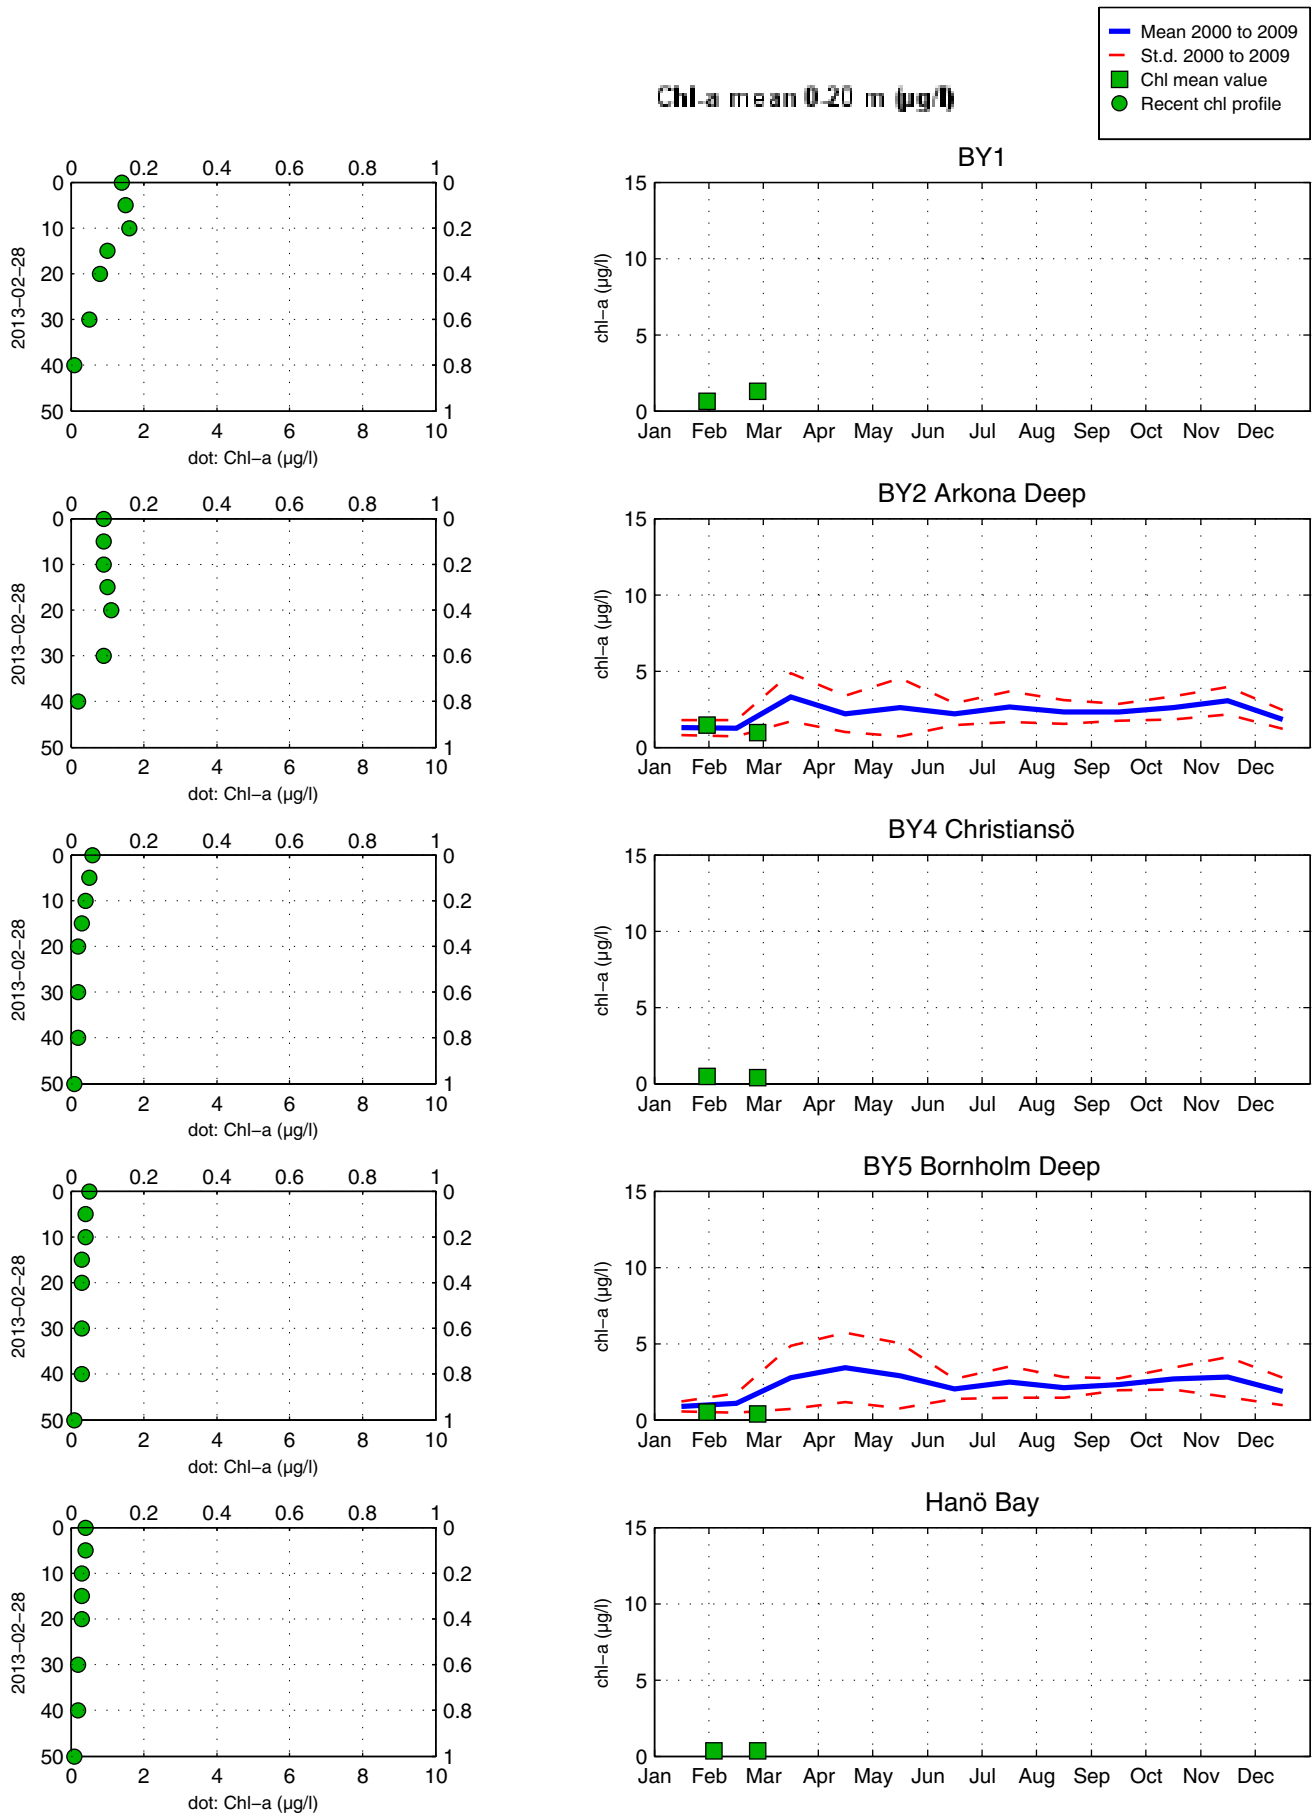 Mean 2000 to 2009
St.d. 2000 to 2009
Chl mean value
Recent chl profile
Chl-a mean 0-20 m (µg/l)
0 0.2 0.4 0.6 0.8 1
0 10 20 30 40 50
0 0.2 0.4 0.6 0.8 1
2013−02−28
0 2 4 6 8 10
dot: Chl−a (µg/l)
BY1
15 10 5 0
chl−a (µg/l)
Jan Feb Mar Apr May Jun Jul Aug Sep Oct Nov Dec
0 0.2 0.4 0.6 0.8 1
0 10 20 30 40 50
0 0.2 0.4 0.6 0.8 1
2013−02−28
0 2 4 6 8 10
dot: Chl−a (µg/l)
BY2 Arkona Deep
15 10 5 0
chl−a (µg/l)
Jan Feb Mar Apr May Jun Jul Aug Sep Oct Nov Dec
0 0.2 0.4 0.6 0.8 1
0 10 20 30 40 50
0 0.2 0.4 0.6 0.8 1
2013−02−28
0 2 4 6 8 10
dot: Chl−a (µg/l)
BY4 Christiansö
15 10 5 0
chl−a (µg/l)
Jan Feb Mar Apr May Jun Jul Aug Sep Oct Nov Dec
0 0.2 0.4 0.6 0.8 1
0 10 20 30 40 50
0 0.2 0.4 0.6 0.8 1
2013−02−28
0 2 4 6 8 10
dot: Chl−a (µg/l)
BY5 Bornholm Deep
15 10 5 0
chl−a (µg/l)
Jan Feb Mar Apr May Jun Jul Aug Sep Oct Nov Dec
0 0.2 0.4 0.6 0.8 1
0 10 20 30 40 50
0 0.2 0.4 0.6 0.8 1
2013−02−28
0 2 4 6 8 10
dot: Chl−a (µg/l)
Hanö Bay
15 10 5 0
chl−a (µg/l)
Jan Feb Mar Apr May Jun Jul Aug Sep Oct Nov Dec